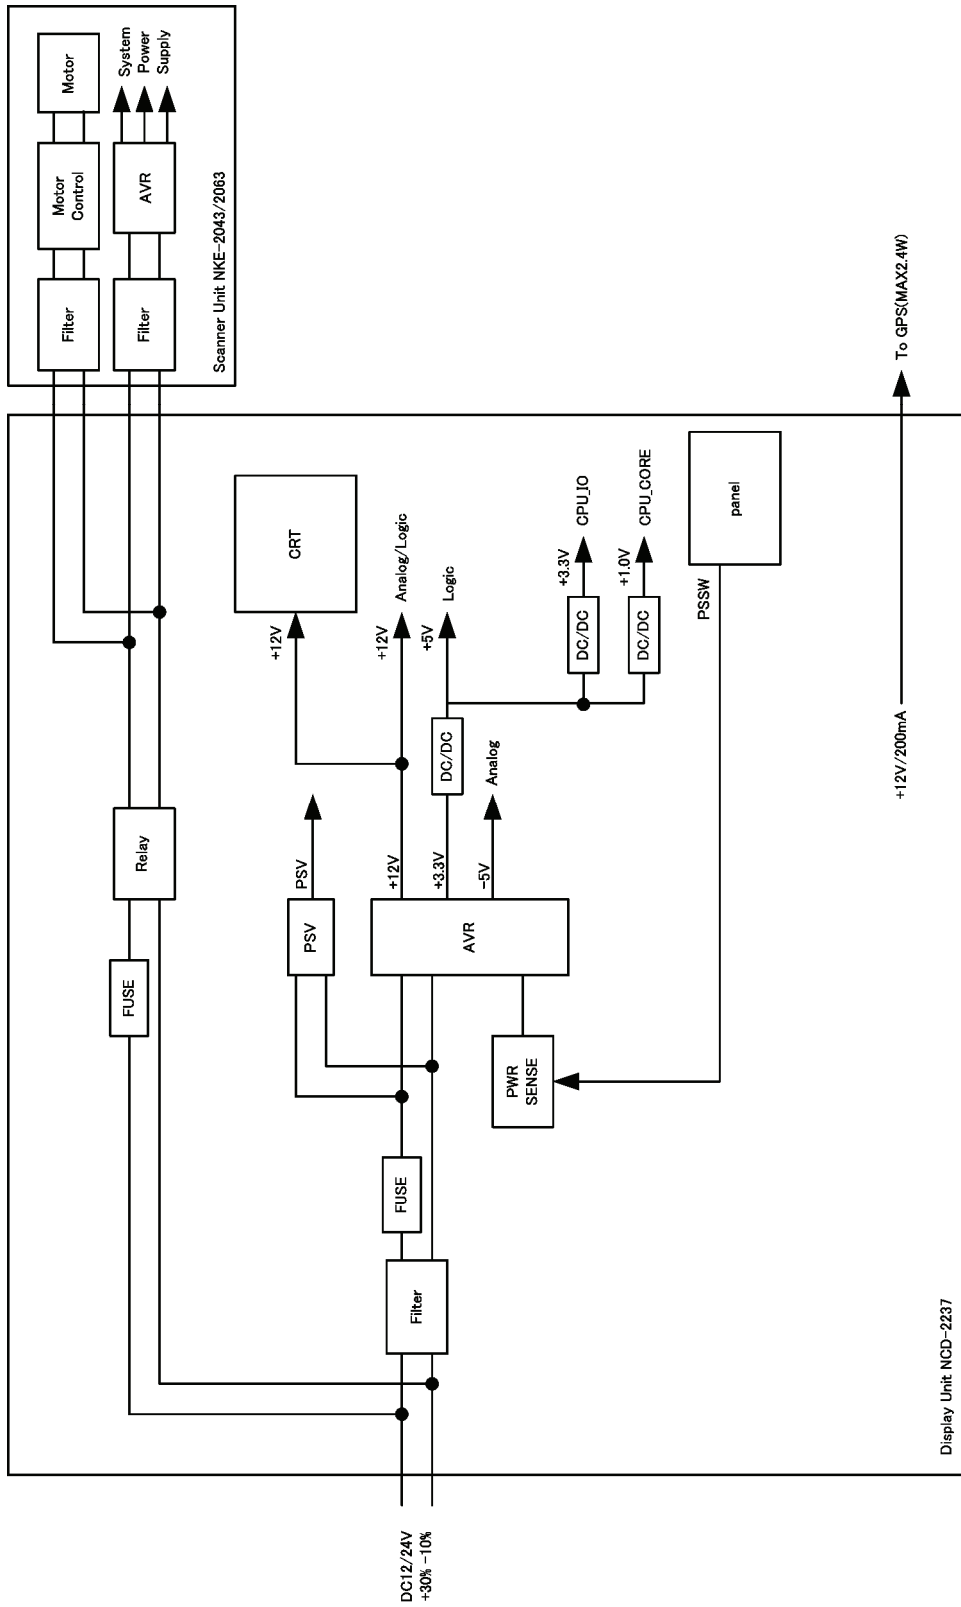 Motor
System
Power
Supply
Motor
Control
AVR
Filter
Filter
Scanner Unit NKE-2043/2063
To GPS(MAX2.4W)
+12V/200mA
CRT
+12V
+12V
Analog/Logic
+5V
Logic
+3.3V
CPU_IO
+1.0V
CPU_CORE
DC/DC
DC/DC
DC/DC
panel
PSSW
Relay
FUSE
PSV
PSV
+12V
+3.3V
-5V
Analog
AVR
PWR
SENSE
FUSE
Filter
DC12/24V
+30% -10%
Display Unit NCD-2237